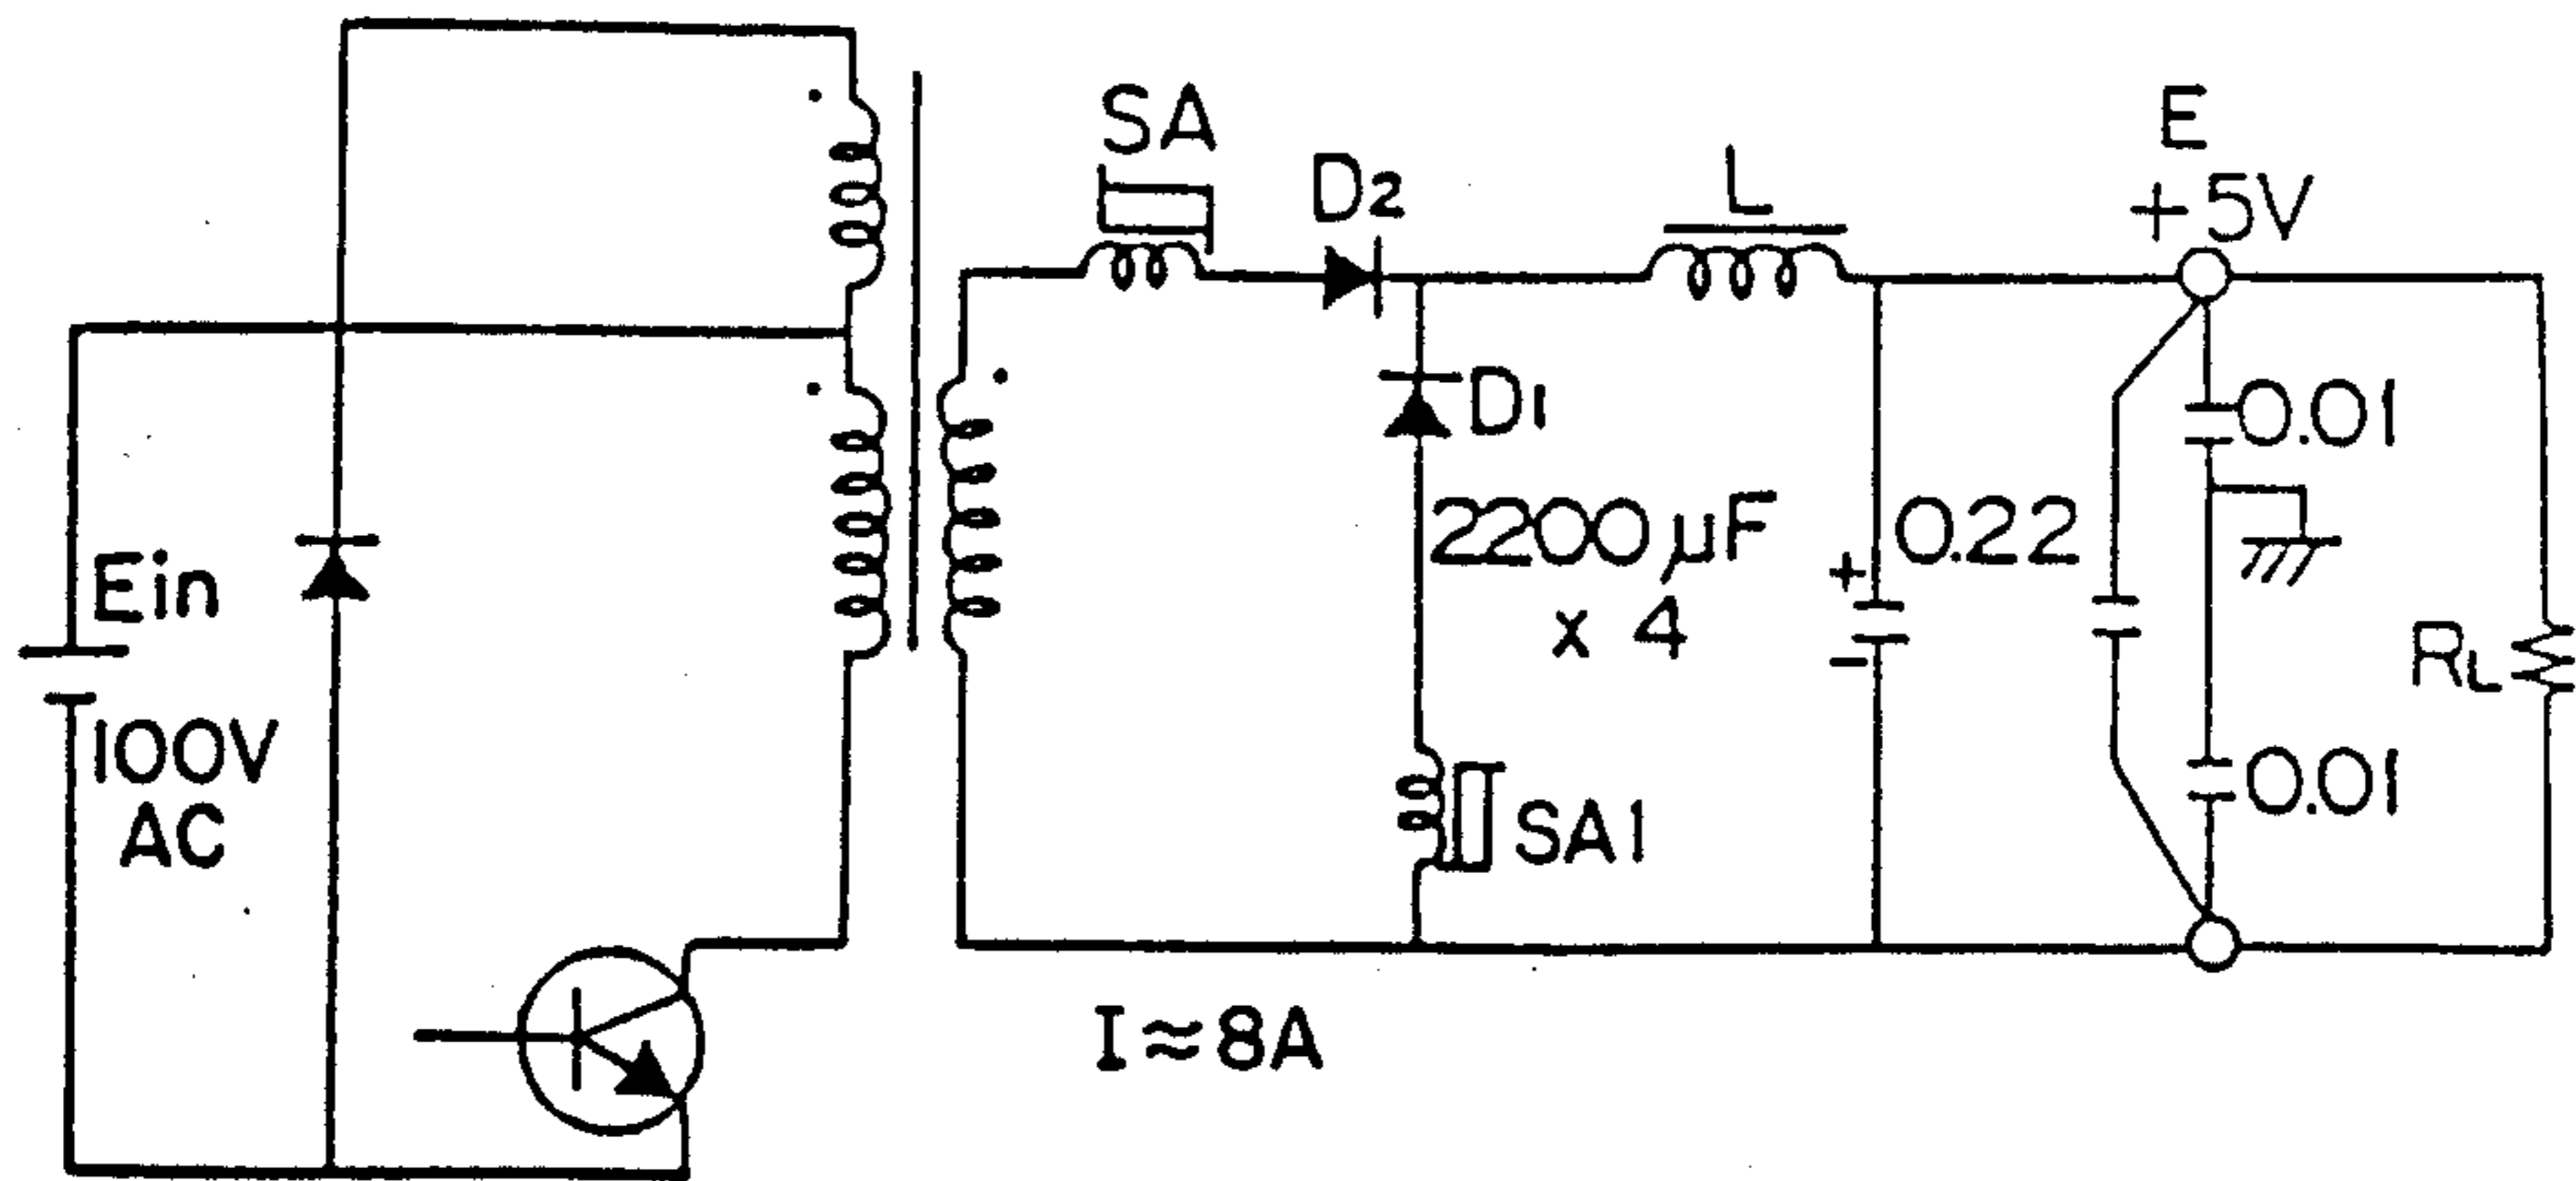 SA
D2
L
E
+5V
D1
0.01
2200μF
x 4
0.22
+
-
Ein
100V
AC
RL
SA1
0.01
I≈8A